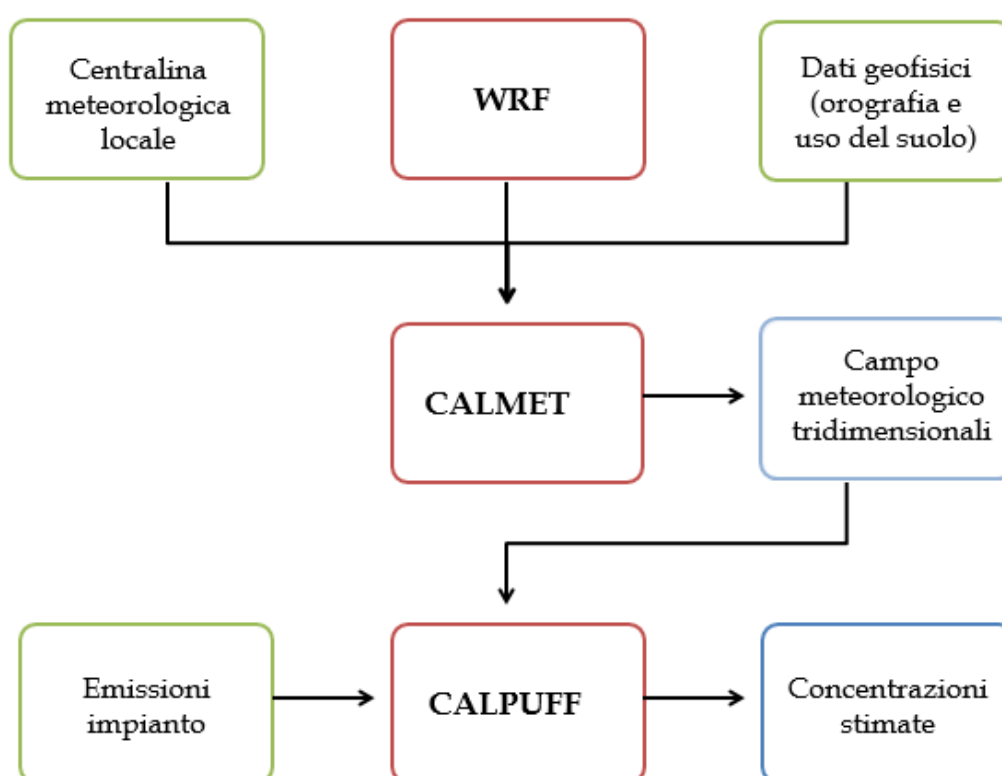 Centralina
meteorologica
locale
WRF
Dati geofisici
(orografia e
uso del suolo)
CALMET
Campo
meteorologico
tridimensionali
Emissioni
impianto
CALPUFF
Concentrazioni
stimate